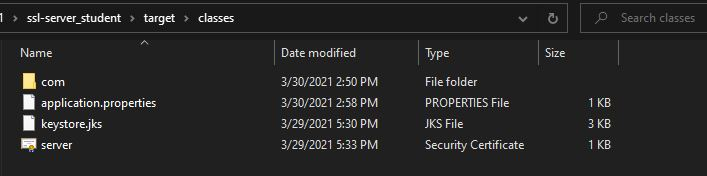 1 > ssl-server_student > target > classes Search classes
Name Date modified Type Size
com 3/30/2021 2:50 PM File folder
application.properties 3/30/2021 2:58 PM PROPERTIES File 1 KB
keystore.jks 3/29/2021 5:30 PM JKS File 3 KB
server 3/29/2021 5:33 PM Security Certificate 1 KB